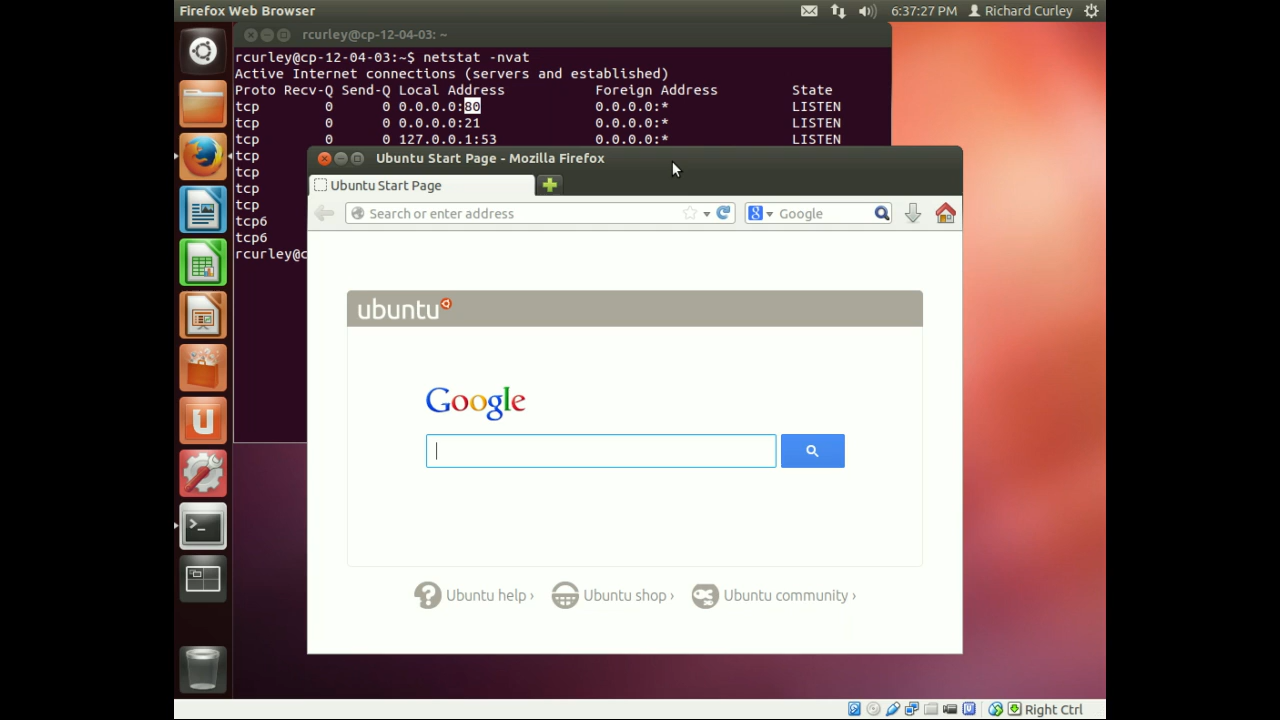 Firefox Web Browser
6:37:27 PM Richard Curley
rcurley@cp-12-04-03: ~
rcurley@cp-12-04-03:~$ netstat -nvat
Active Internet connections (servers and established)
Proto Recv-Q Send-Q Local Address Foreign Address State
tcp 0 0 0.0.0.0:80 0.0.0.0:* LISTEN
tcp 0 0 0.0.0.0:21 0.0.0.0:* LISTEN
tcp 0 0 127.0.0.1:53 0.0.0.0:* LISTEN
tcp
tcp
tcp
tcp
tcp6
tcp6
rcurley@c
Ubuntu Start Page - Mozilla Firefox
Ubuntu Start Page
Search or enter address
8 Google
ubuntu
Google
Ubuntu help ›
Ubuntu shop ›
Ubuntu community ›
Right Ctrl